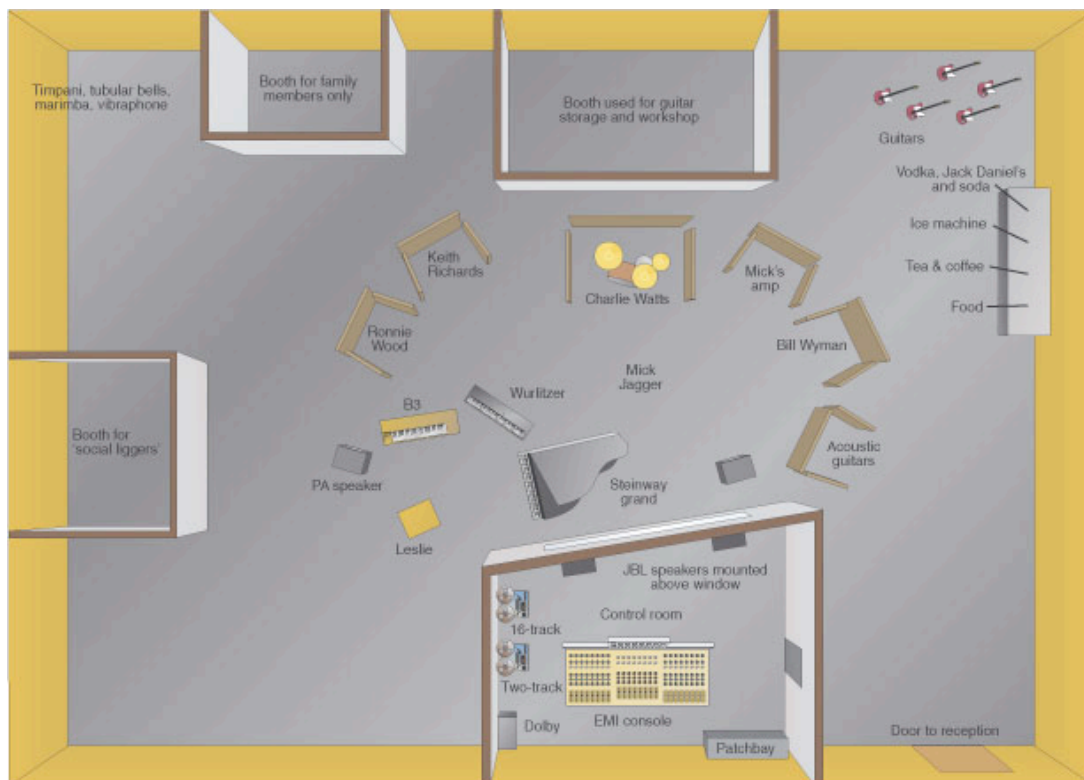 Timpani, tubular bells,
marimba, vibraphone
Booth for family
members only
Booth used for guitar
storage and workshop
Guitars
Vodka, Jack Daniel's
and soda
Ice machine
Tea & coffee
Food
Keith
Richards
Charlie Watts
Mick's
amp
Ronnie
Wood
Bill Wyman
Mick
Jagger
Wurlitzer
B3
Booth for
'social liggers'
Acoustic
guitars
PA speaker
Steinway
grand
Leslie
JBL speakers mounted
above window
Control room
16-track
Two-track
EMI console
Dolby
Patchbay
Door to reception